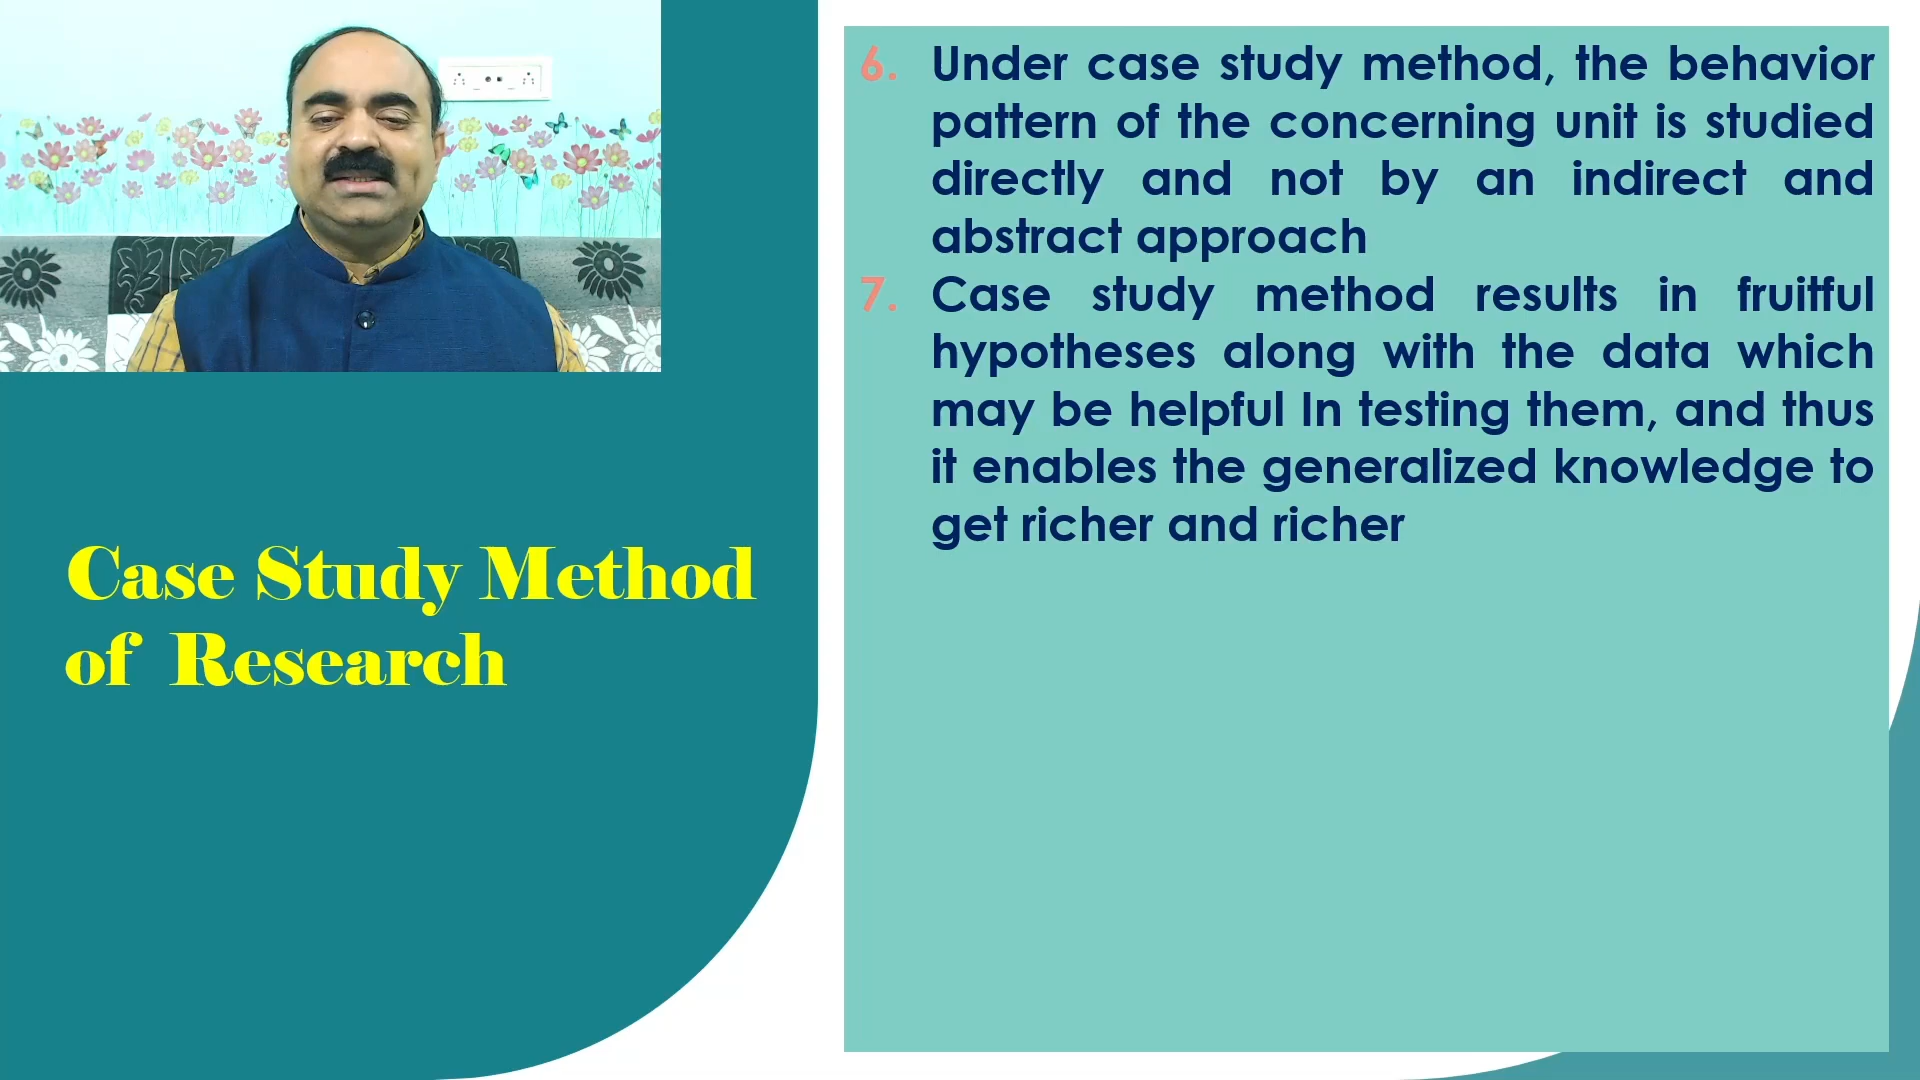 Case Study Method
of Research
6. Under case study method, the behavior
pattern of the concerning unit is studied
directly and not by an indirect and
abstract approach
7. Case study method results in fruitful
hypotheses along with the data which
may be helpful In testing them, and thus
it enables the generalized knowledge to
get richer and richer